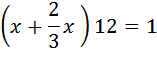 (x + 2/3 x) 12 = 1